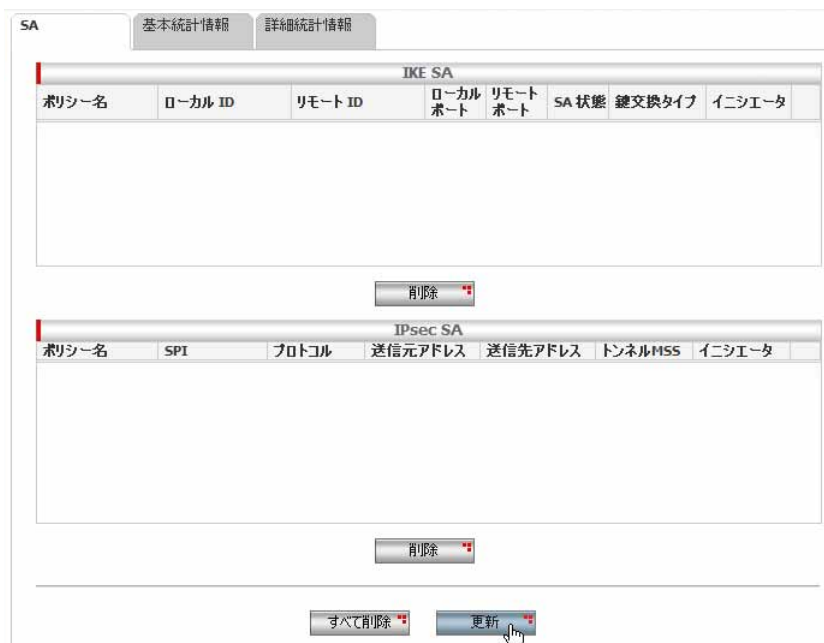 SA 基本統計情報 詳細統計情報
IKE SA
ポリシー名 ローカル ID リモート ID ローカルポート リモートポート SA 状態 鍵交換タイプ イニシエータ
削除
IPsec SA
ポリシー名 SPI プロトコル 送信元アドレス 送信先アドレス トンネルMSS イニシエータ
削除
すべて削除 更新